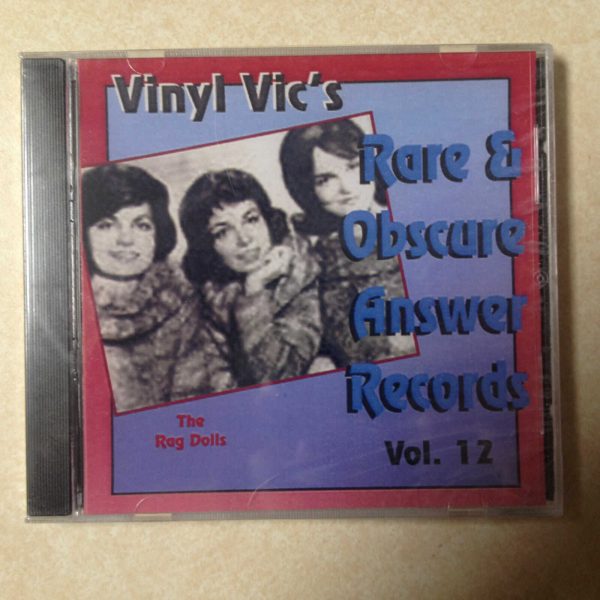 Vinyl Vic's
Rare &
Obscure
Answer
Records
Vol. 12
The
Rag Dolls